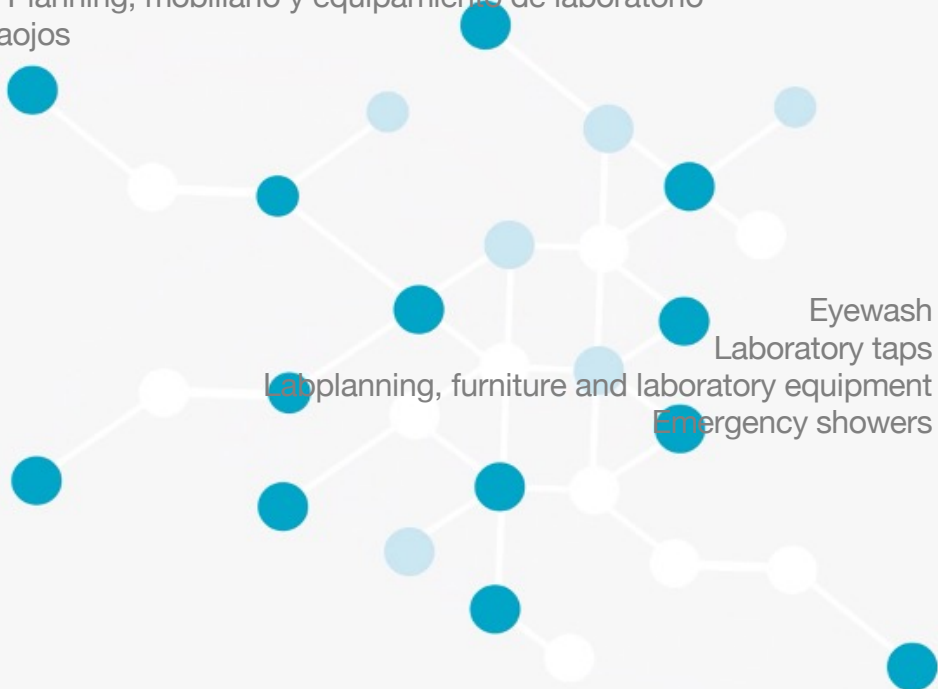 Planning, mobiliario y equipamiento de laboratorio
aojos
Eyewash
Laboratory taps
Labplanning, furniture and laboratory equipment
Emergency showers